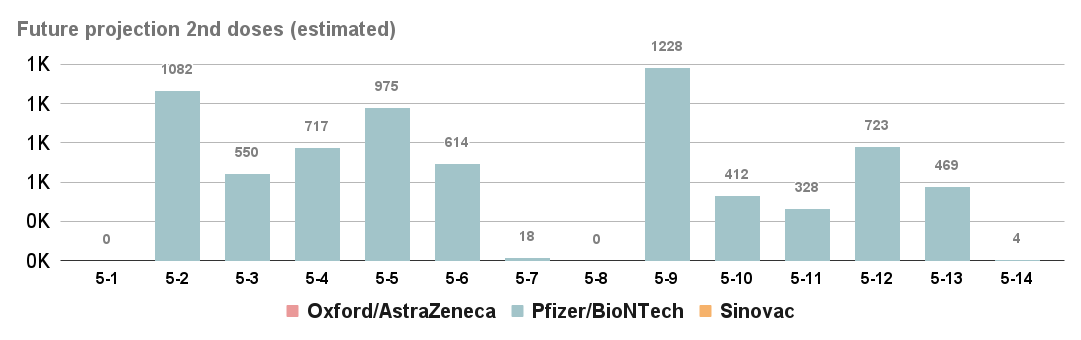 Future projection 2nd doses (estimated)
1K
1K
1K
1K
0K
0K
0
1082
550
717
975
614
18
0
1228
412
328
723
469
4
5-1 5-2 5-3 5-4 5-5 5-6 5-7 5-8 5-9 5-10 5-11 5-12 5-13 5-14
Oxford/AstraZeneca Pfizer/BioNTech Sinovac